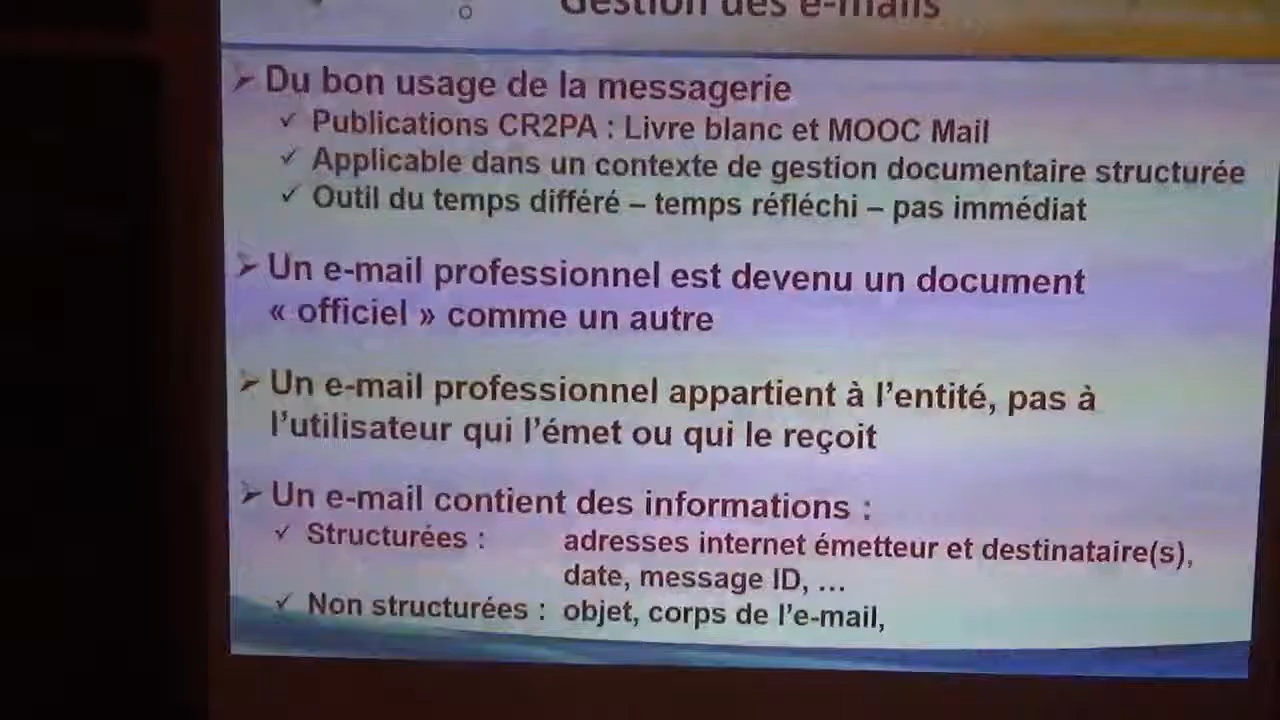 Gestion des e-mails
➢ Du bon usage de la messagerie
✓ Publications CR2PA : Livre blanc et MOOC Mail
✓ Applicable dans un contexte de gestion documentaire structurée
✓ Outil du temps différé – temps réfléchi – pas immédiat
➢ Un e-mail professionnel est devenu un document
« officiel » comme un autre
➢ Un e-mail professionnel appartient à l’entité, pas à
l’utilisateur qui l’émet ou qui le reçoit
➢ Un e-mail contient des informations :
✓ Structurées : adresses internet émetteur et destinataire(s),
date, message ID, ...
✓ Non structurées : objet, corps de l’e-mail,